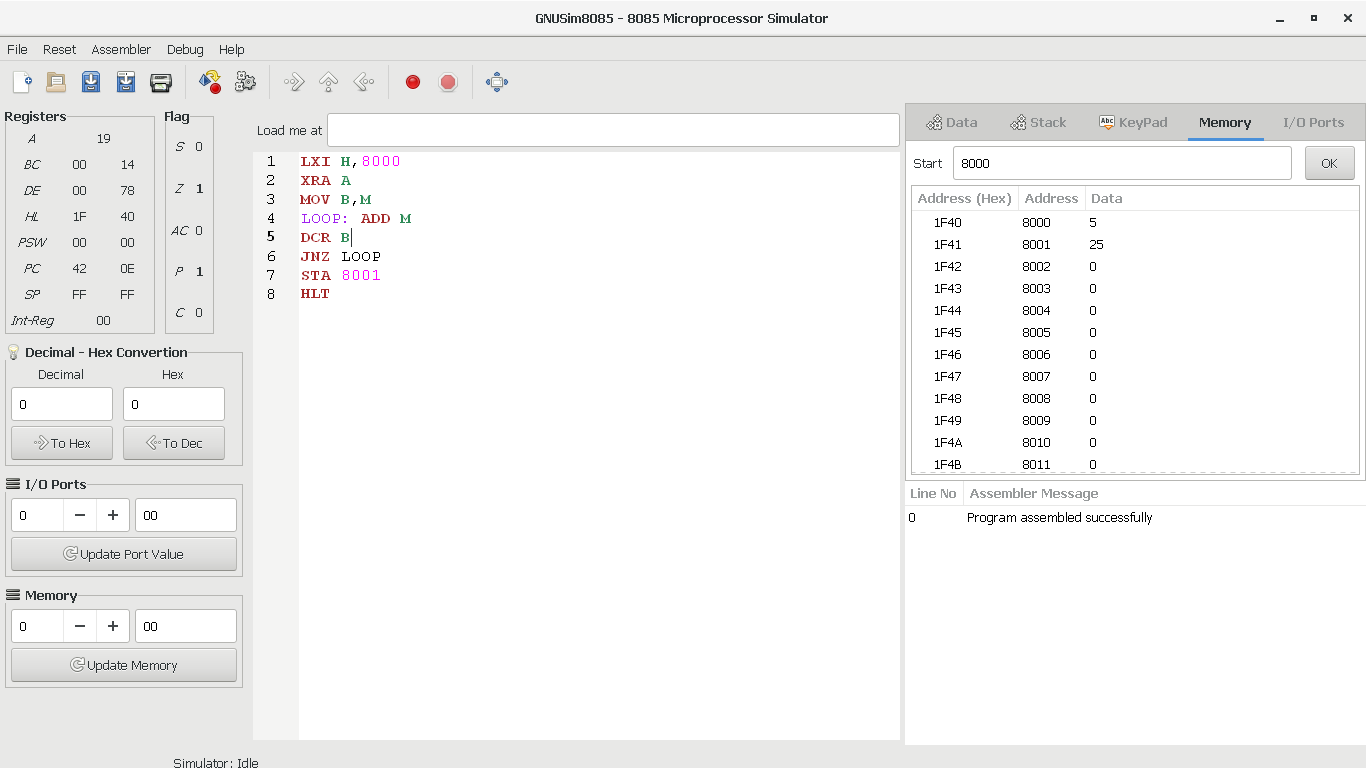 GNUSim8085 - 8085 Microprocessor Simulator
File Reset Assembler Debug Help
Registers
A 19
BC 00 14
DE 00 78
HL 1F 40
PSW 00 00
PC 42 0E
SP FF FF
Int-Reg 00
Flag
S 0
Z 1
AC 0
P 1
C 0
Decimal - Hex Convertion
Decimal Hex
0 0
To Hex To Dec
I/O Ports
0 − + 00
Update Port Value
Memory
0 − + 00
Update Memory
Load me at
1 LXI H,8000
2 XRA A
3 MOV B,M
4 LOOP: ADD M
5 DCR B
6 JNZ LOOP
7 STA 8001
8 HLT
Data Stack Abc KeyPad Memory I/O Ports
Start 8000 OK
Address (Hex) Address Data
1F40 8000 5
1F41 8001 25
1F42 8002 0
1F43 8003 0
1F44 8004 0
1F45 8005 0
1F46 8006 0
1F47 8007 0
1F48 8008 0
1F49 8009 0
1F4A 8010 0
1F4B 8011 0
Line No Assembler Message
0 Program assembled successfully
Simulator: Idle